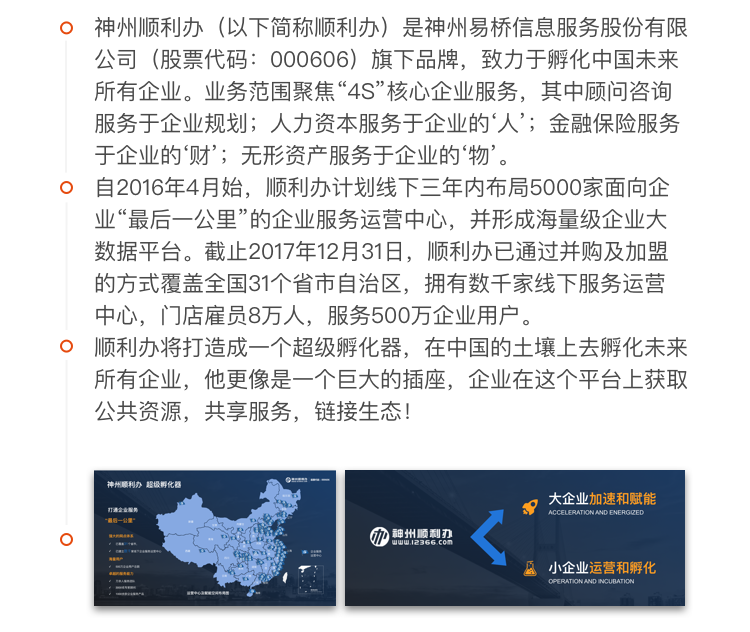 神州顺利办（以下简称顺利办）是神州易桥信息服务股份有限
公司（股票代码：000606）旗下品牌，致力于孵化中国未来
所有企业。业务范围聚焦“4S”核心企业服务，其中顾问咨询
服务于企业规划；人力资本服务于企业的‘人’；金融保险服务
于企业的‘财’；无形资产服务于企业的‘物’。
自2016年4月始，顺利办计划线下三年内布局5000家面向企
业“最后一公里”的企业服务运营中心，并形成海量级企业大
数据平台。截止2017年12月31日，顺利办已通过并购及加盟
的方式覆盖全国31个省市自治区，拥有数千家线下服务运营
中心，门店雇员8万人，服务500万企业用户。
顺利办将打造成一个超级孵化器，在中国的土壤上去孵化未来
所有企业，他更像是一个巨大的插座，企业在这个平台上获取
公共资源，共享服务，链接生态！
神州顺利办 超级孵化器
打通企业服务
“最后一公里”
神州顺利办
WWW.12366.COM
大企业加速和赋能
ACCELERATION AND ENERGIZED
小企业运营和孵化
OPERATION AND INCUBATION